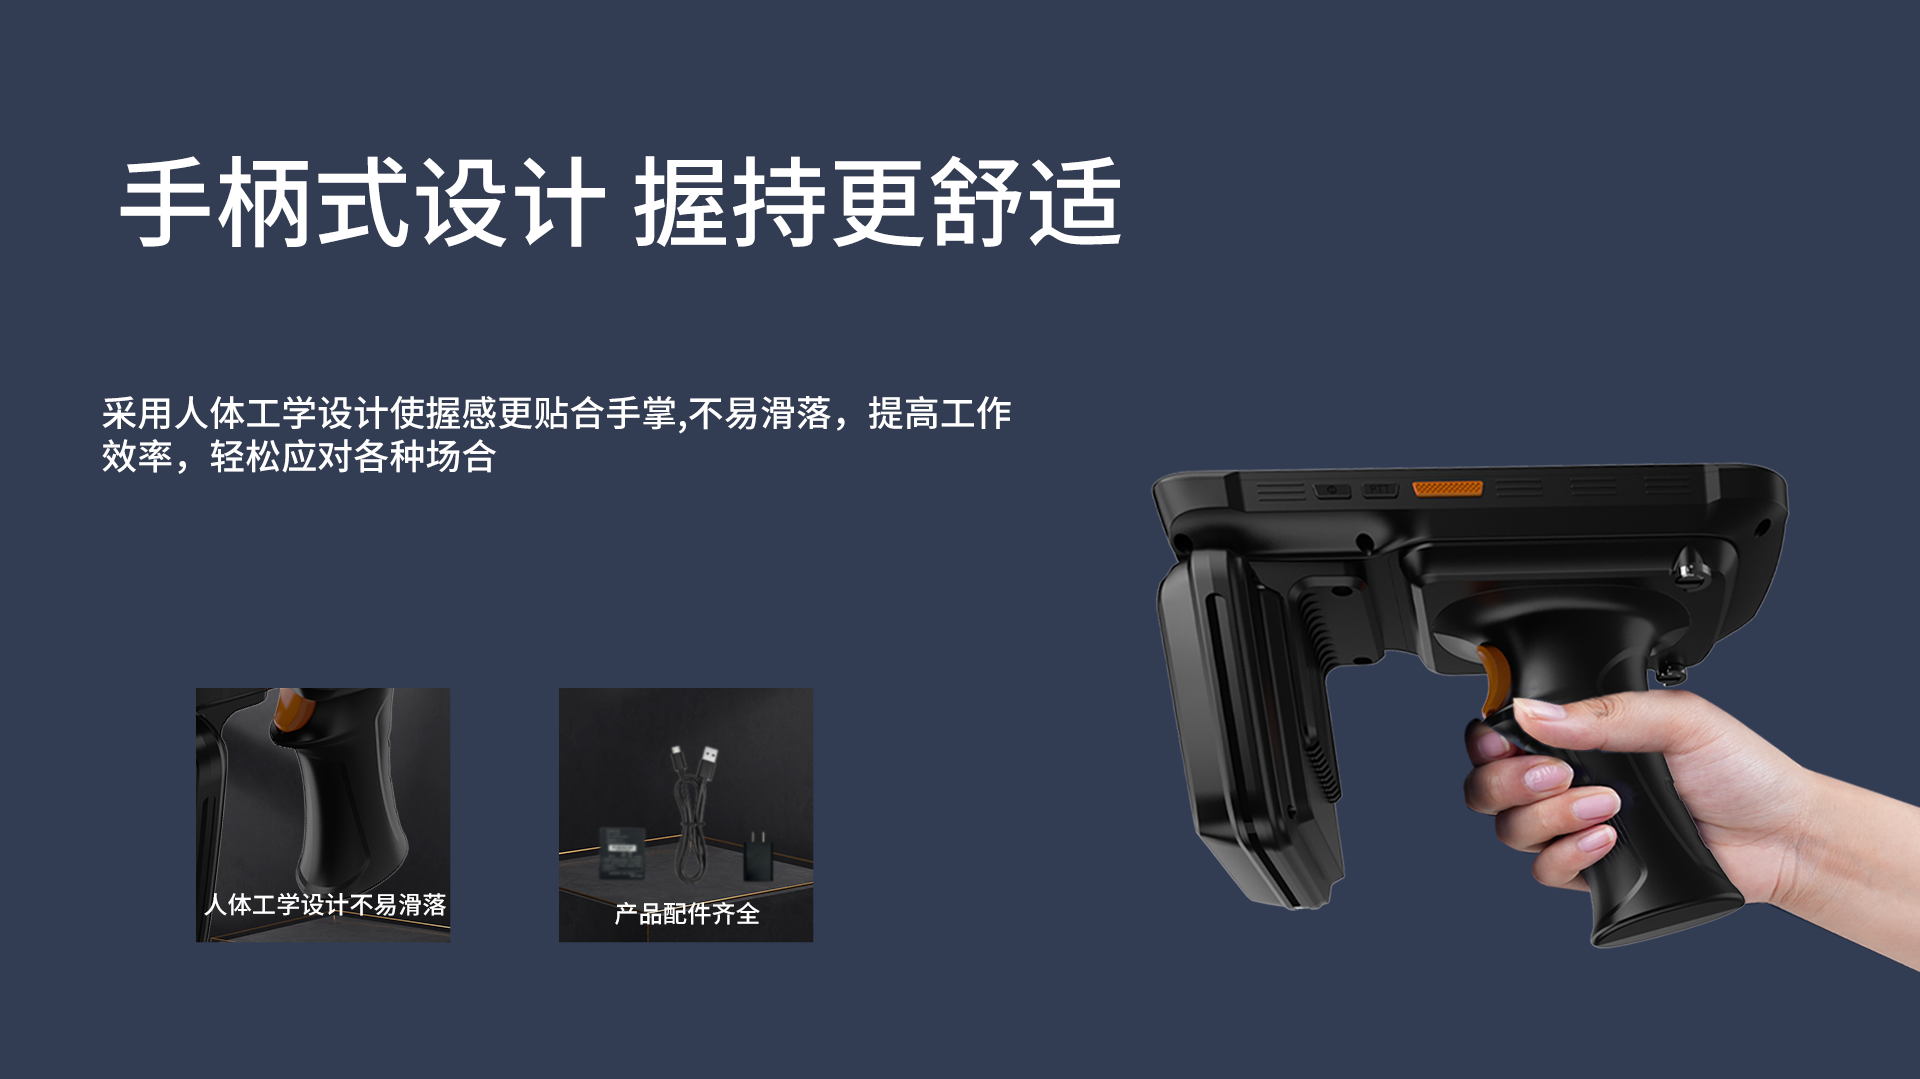 手柄式设计 握持更舒适
采用人体工学设计使握感更贴合手掌,不易滑落，提高工作
效率，轻松应对各种场合
PTT
人体工学设计不易滑落
产品配件齐全